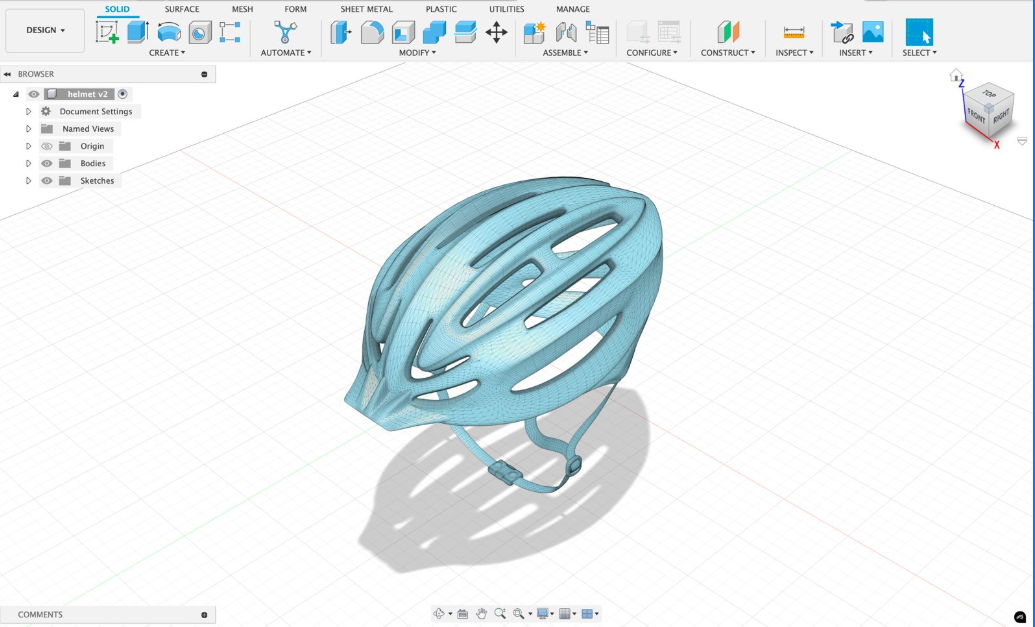 SOLID SURFACE MESH FORM SHEET METAL PLASTIC UTILITIES MANAGE
DESIGN
CREATE AUTOMATE MODIFY ASSEMBLE CONFIGURE CONSTRUCT INSPECT INSERT SELECT
BROWSER
helmet v2
Document Settings
Named Views
Origin
Bodies
Sketches
Z
TOP
FRONT RIGHT
X
COMMENTS